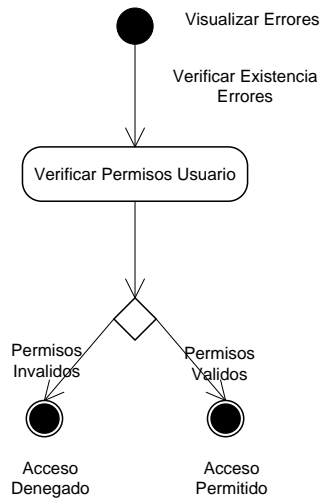 Visualizar Errores
Verificar Existencia
Errores
Verificar Permisos Usuario
Permisos
Invalidos
Permisos
Validos
Acceso
Denegado
Acceso
Permitido